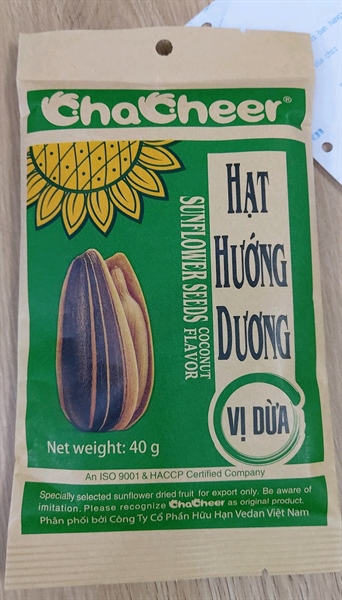 ChaCheer®
HẠT
HƯỚNG
DƯƠNG
VỊ DỪA
SUNFLOWER SEEDS
COCONUT
FLAVOR
Net weight: 40 g
An ISO 9001 & HACCP Certified Company
Specially selected sunflower dried fruit for export only. Be aware of
imitation. Please recognize ChaCheer as original product.
Phân phối bởi Công Ty Cổ Phần Hữu Hạn Vedan Việt Nam